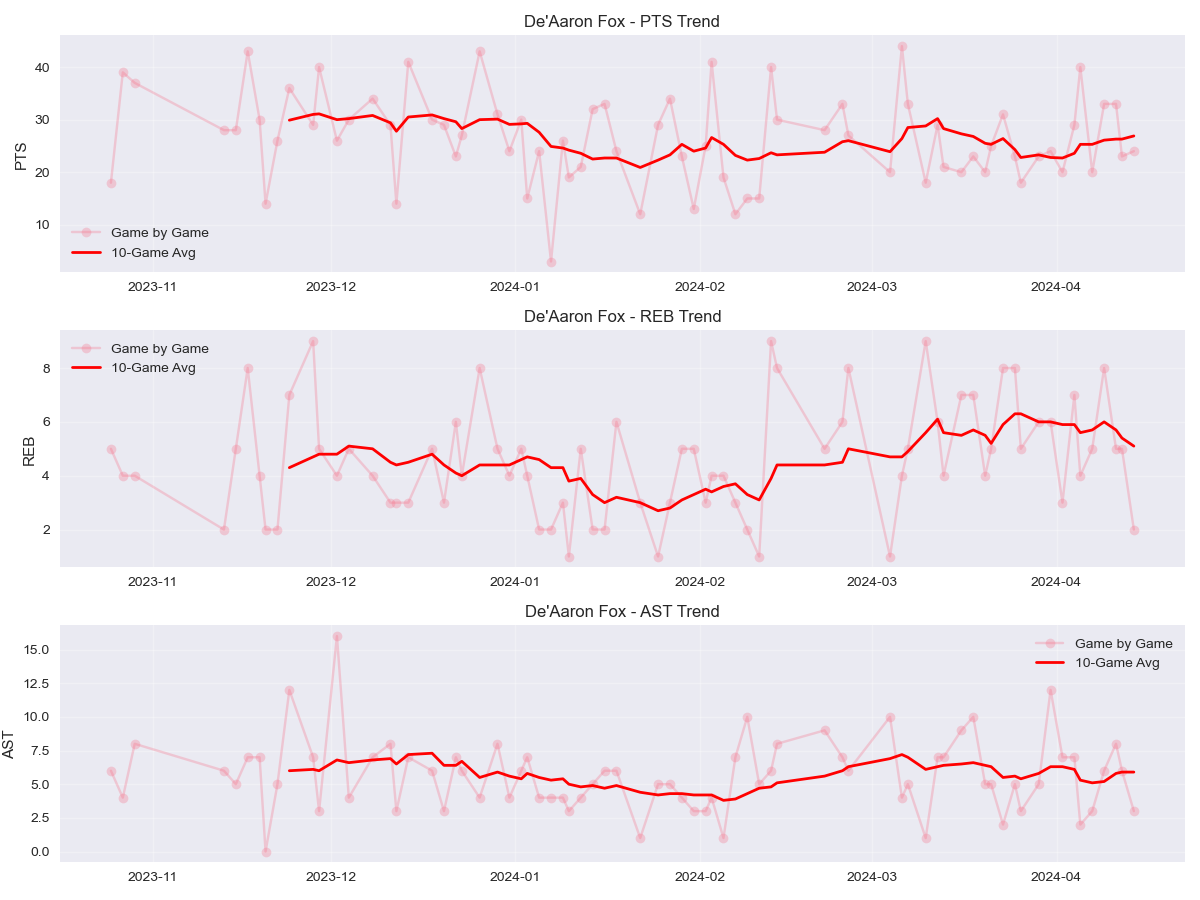 De'Aaron Fox - PTS Trend
PTS
40
30
20
10
Game by Game
10-Game Avg
2023-11 2023-12 2024-01 2024-02 2024-03 2024-04
De'Aaron Fox - REB Trend
REB
8
6
4
2
Game by Game
10-Game Avg
2023-11 2023-12 2024-01 2024-02 2024-03 2024-04
De'Aaron Fox - AST Trend
AST
15.0
12.5
10.0
7.5
5.0
2.5
0.0
Game by Game
10-Game Avg
2023-11 2023-12 2024-01 2024-02 2024-03 2024-04